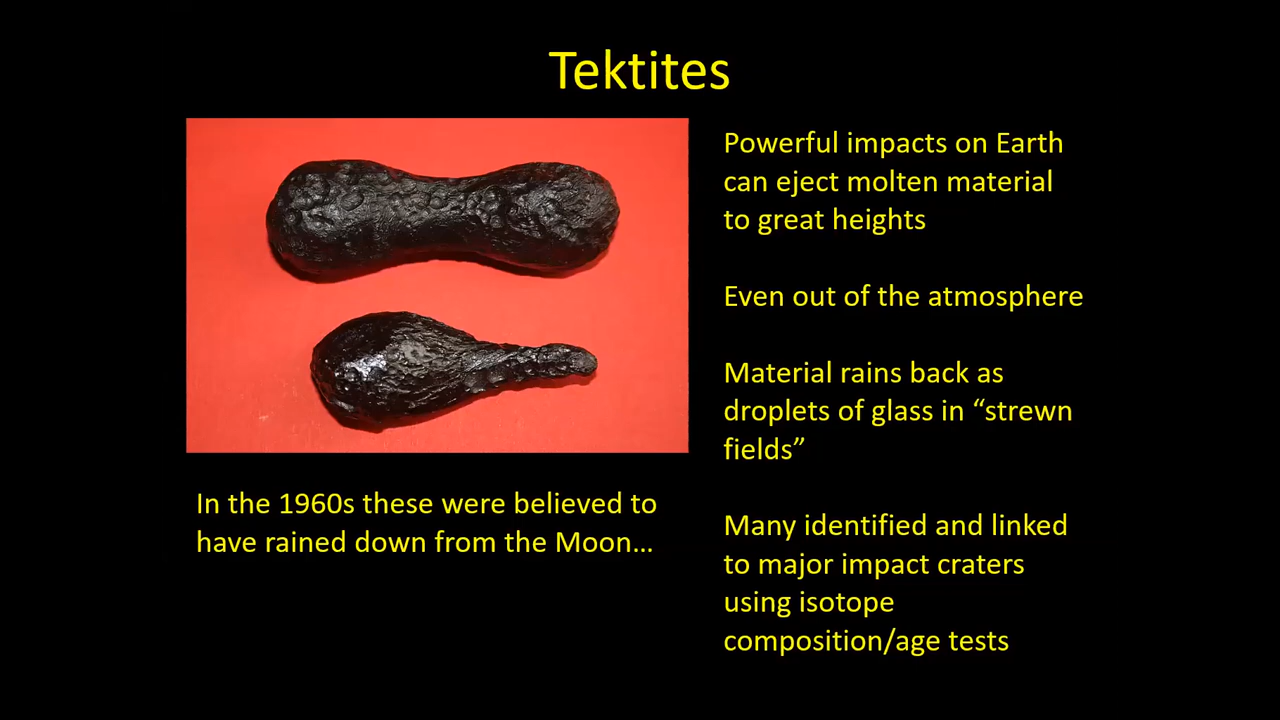 Tektites
Powerful impacts on Earth
can eject molten material
to great heights
Even out of the atmosphere
Material rains back as
droplets of glass in “strewn
fields”
Many identified and linked
to major impact craters
using isotope
composition/age tests
In the 1960s these were believed to
have rained down from the Moon…